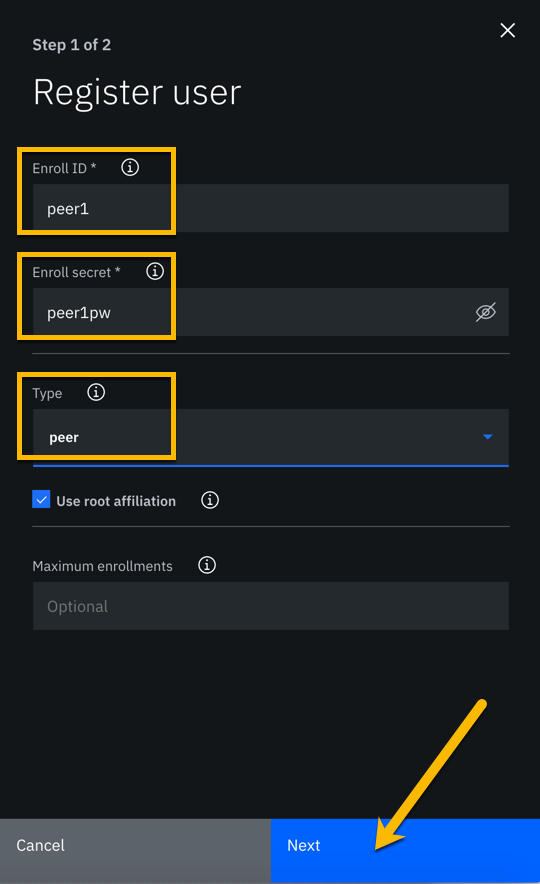 Step 1 of 2
Register user
Enroll ID *
peer1
Enroll secret *
peer1pw
Type
peer
Use root affiliation
Maximum enrollments
Optional
Cancel
Next